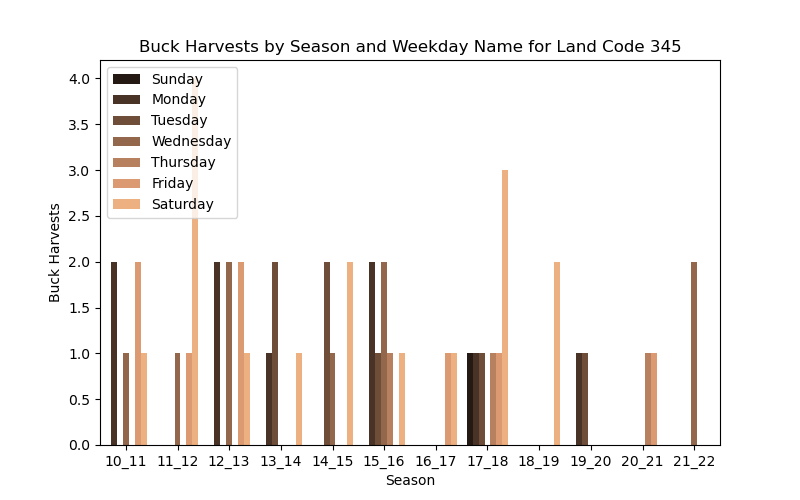 Buck Harvests by Season and Weekday Name for Land Code 345
Buck Harvests
4.0
3.5
3.0
2.5
2.0
1.5
1.0
0.5
0.0
Sunday
Monday
Tuesday
Wednesday
Thursday
Friday
Saturday
10_11 11_12 12_13 13_14 14_15 15_16 16_17 17_18 18_19 19_20 20_21 21_22
Season